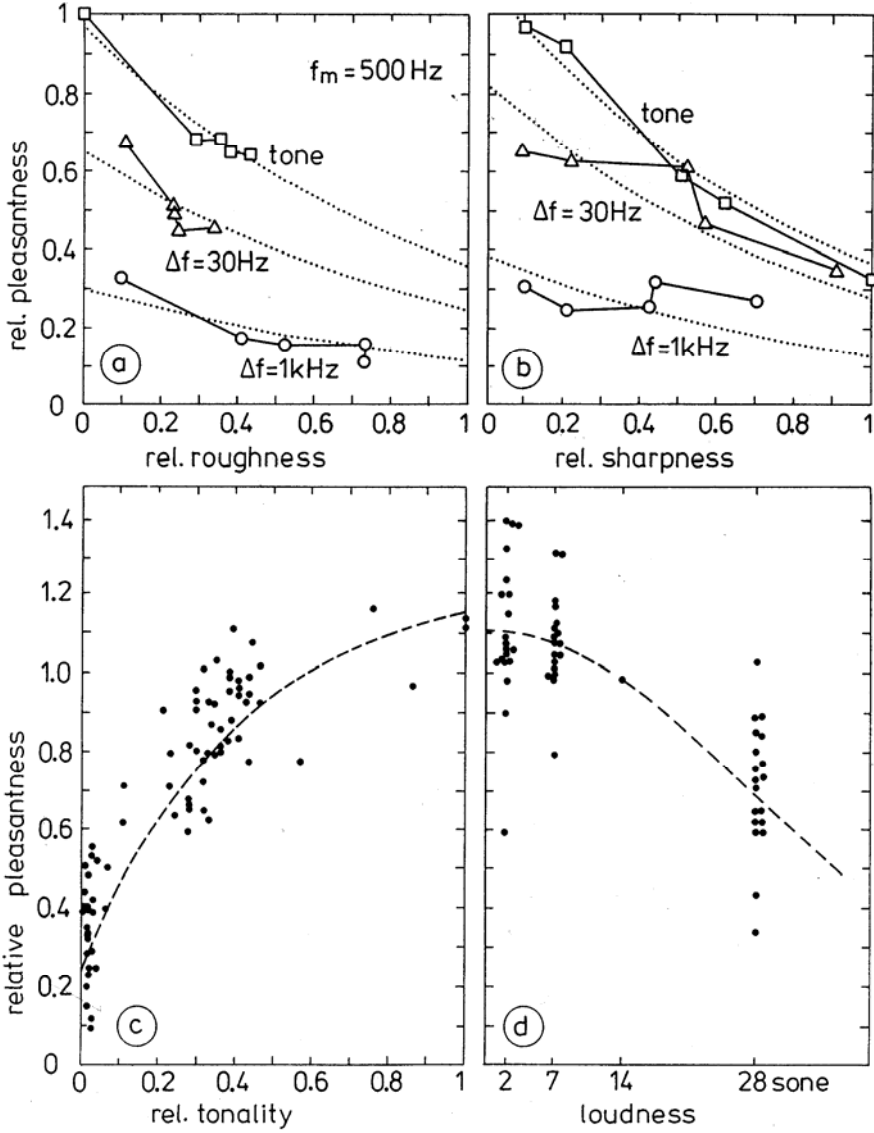 1.0
0.8
0.6
0.4
0.2
0
rel. pleasantness
fm = 500 Hz
tone
Δf = 30Hz
Δf = 1kHz
a
0 0.2 0.4 0.6 0.8 1
rel. roughness
tone
Δf = 30Hz
Δf = 1kHz
b
0 0.2 0.4 0.6 0.8 1
rel. sharpness
1.4
1.2
1.0
0.8
0.6
0.4
0.2
0
relative pleasantness
c
0 0.2 0.4 0.6 0.8 1
rel. tonality
d
2 7 14 28 sone
loudness